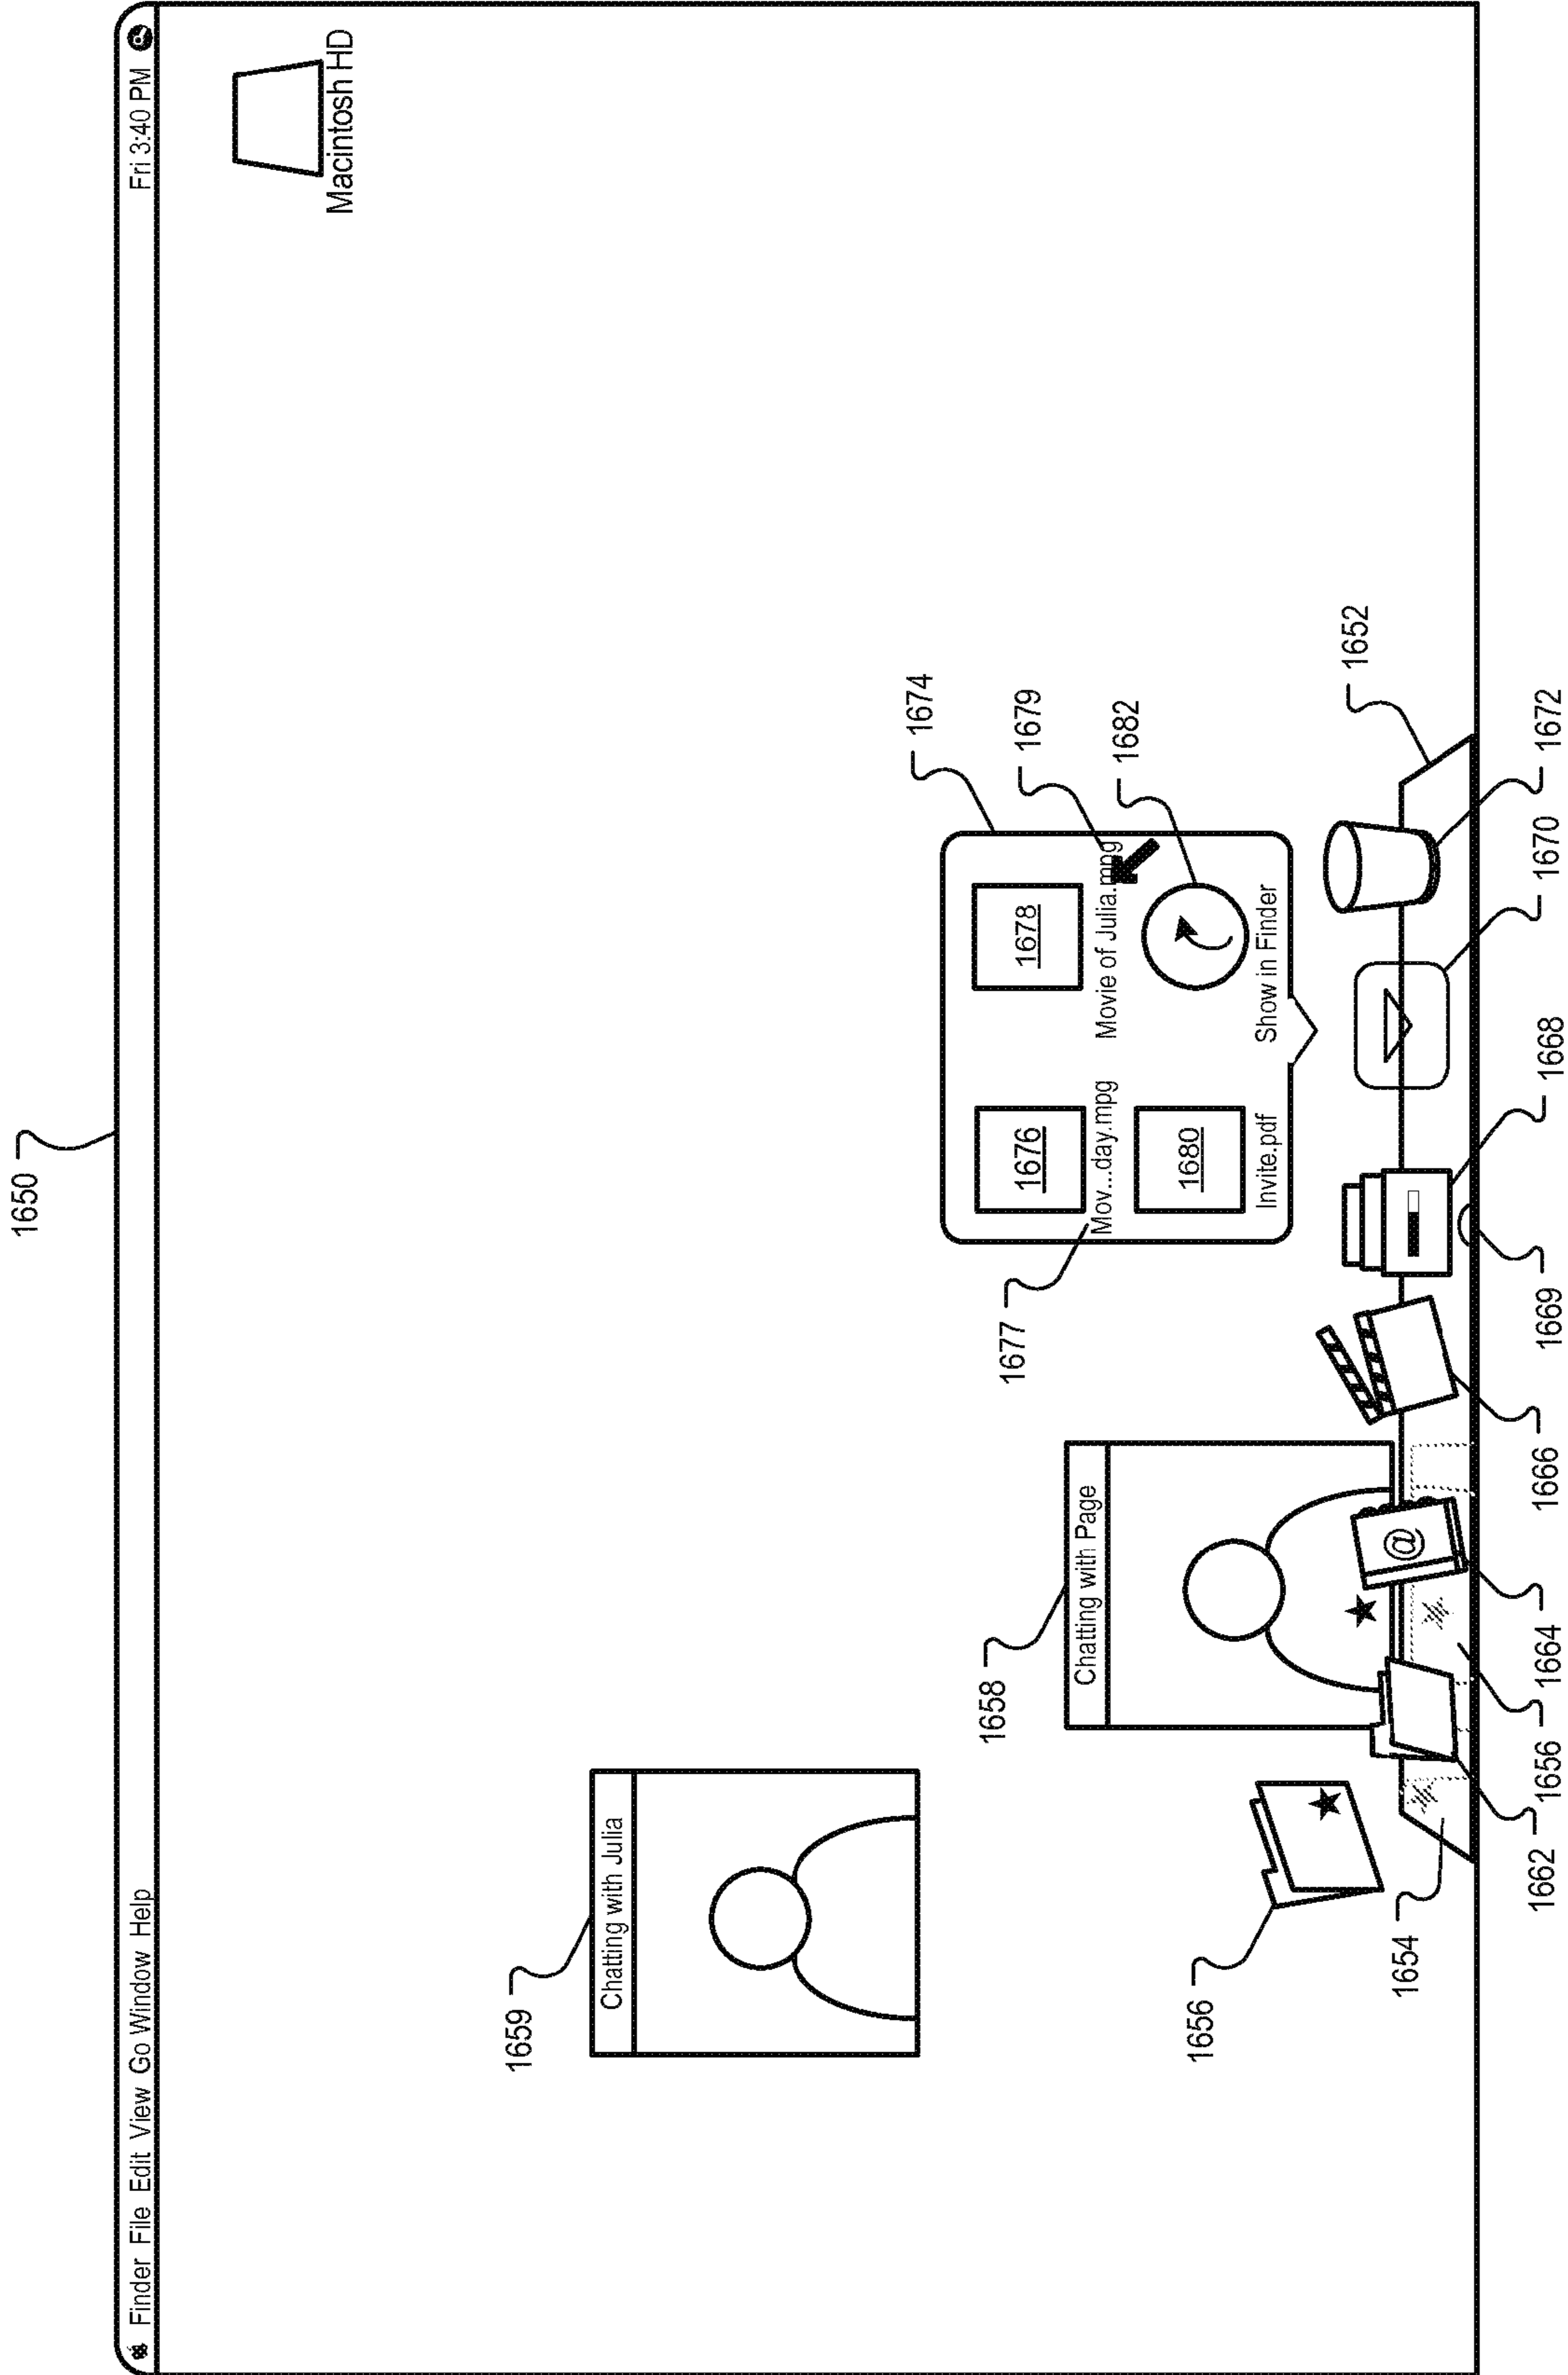 1650
Finder File Edit View Go Window Help
Fri 3:40 PM
Macintosh HD
1659
Chatting with Julia
1674
1658
Chatting with Page
1677
1676
Mov...day.mpg
1678
Movie of Julia.mpg
1679
1680
Invite.pdf
1682
Show in Finder
1656
@
1652
1654
1662
1656
1664
1666
1669
1668
1670
1672